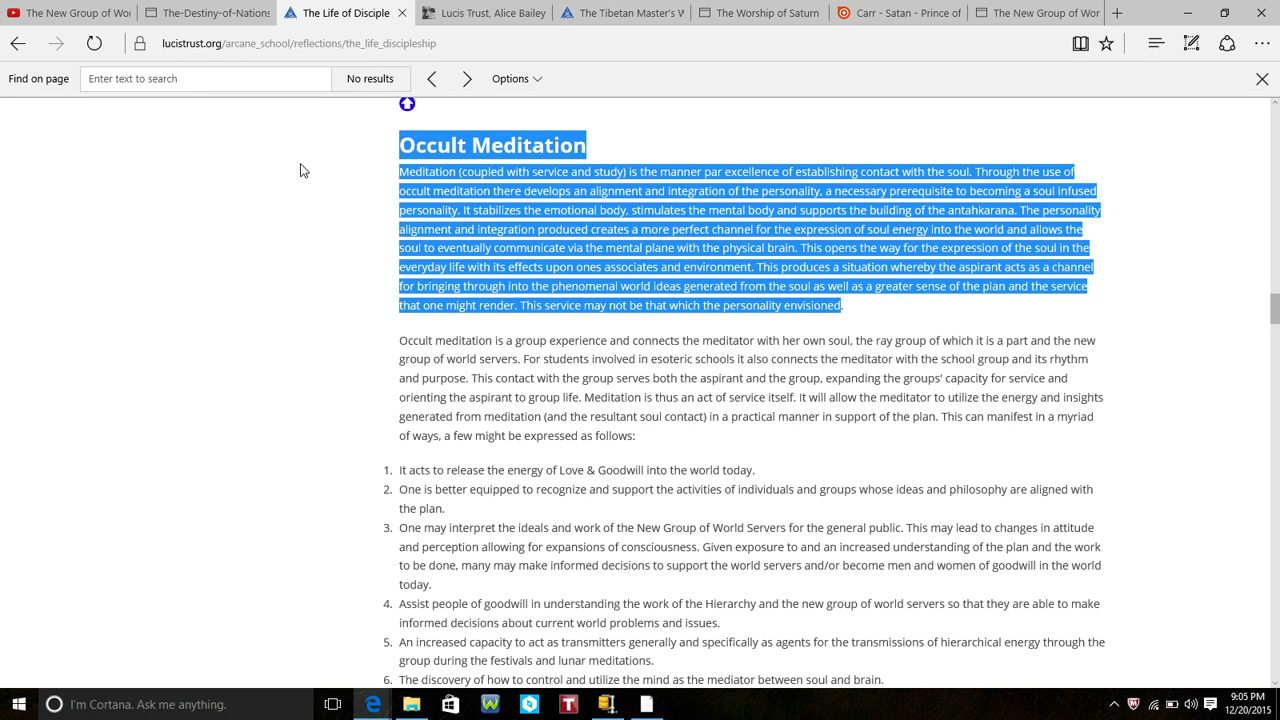 The New Group of Wor
The-Destiny-of-Nations
The Life of Disciple
Lucis Trust, Alice Bailey
The Tibetan Master's W
The Worship of Saturn
Carr - Satan - Prince of
The New Group of Wor
lucistrust.org/arcane_school/reflections/the_life_discipleship
Find on page
Enter text to search
No results
Options
Occult Meditation
Meditation (coupled with service and study) is the manner par excellence of establishing contact with the soul. Through the use of
occult meditation there develops an alignment and integration of the personality, a necessary prerequisite to becoming a soul infused
personality. It stabilizes the emotional body, stimulates the mental body and supports the building of the antahkarana. The personality
alignment and integration produced creates a more perfect channel for the expression of soul energy into the world and allows the
soul to eventually communicate via the mental plane with the physical brain. This opens the way for the expression of the soul in the
everyday life with its effects upon ones associates and environment. This produces a situation whereby the aspirant acts as a channel
for bringing through into the phenomenal world ideas generated from the soul as well as a greater sense of the plan and the service
that one might render. This service may not be that which the personality envisioned.
Occult meditation is a group experience and connects the meditator with her own soul, the ray group of which it is a part and the new
group of world servers. For students involved in esoteric schools it also connects the meditator with the school group and its rhythm
and purpose. This contact with the group serves both the aspirant and the group, expanding the groups' capacity for service and
orienting the aspirant to group life. Meditation is thus an act of service itself. It will allow the meditator to utilize the energy and insights
generated from meditation (and the resultant soul contact) in a practical manner in support of the plan. This can manifest in a myriad
of ways, a few might be expressed as follows:
1. It acts to release the energy of Love & Goodwill into the world today.
2. One is better equipped to recognize and support the activities of individuals and groups whose ideas and philosophy are aligned with
the plan.
3. One may interpret the ideals and work of the New Group of World Servers for the general public. This may lead to changes in attitude
and perception allowing for expansions of consciousness. Given exposure to and an increased understanding of the plan and the work
to be done, many may make informed decisions to support the world servers and/or become men and women of goodwill in the world
today.
4. Assist people of goodwill in understanding the work of the Hierarchy and the new group of world servers so that they are able to make
informed decisions about current world problems and issues.
5. An increased capacity to act as transmitters generally and specifically as agents for the transmissions of hierarchical energy through the
group during the festivals and lunar meditations.
6. The discovery of how to control and utilize the mind as the mediator between soul and brain.
I'm Cortana. Ask me anything.
9:05 PM
12/20/2015